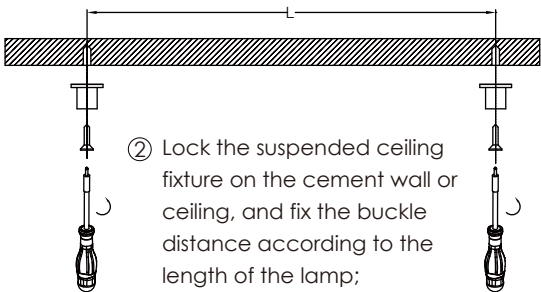 L
② Lock the suspended ceiling
fixture on the cement wall or
ceiling, and fix the buckle
distance according to the
length of the lamp;